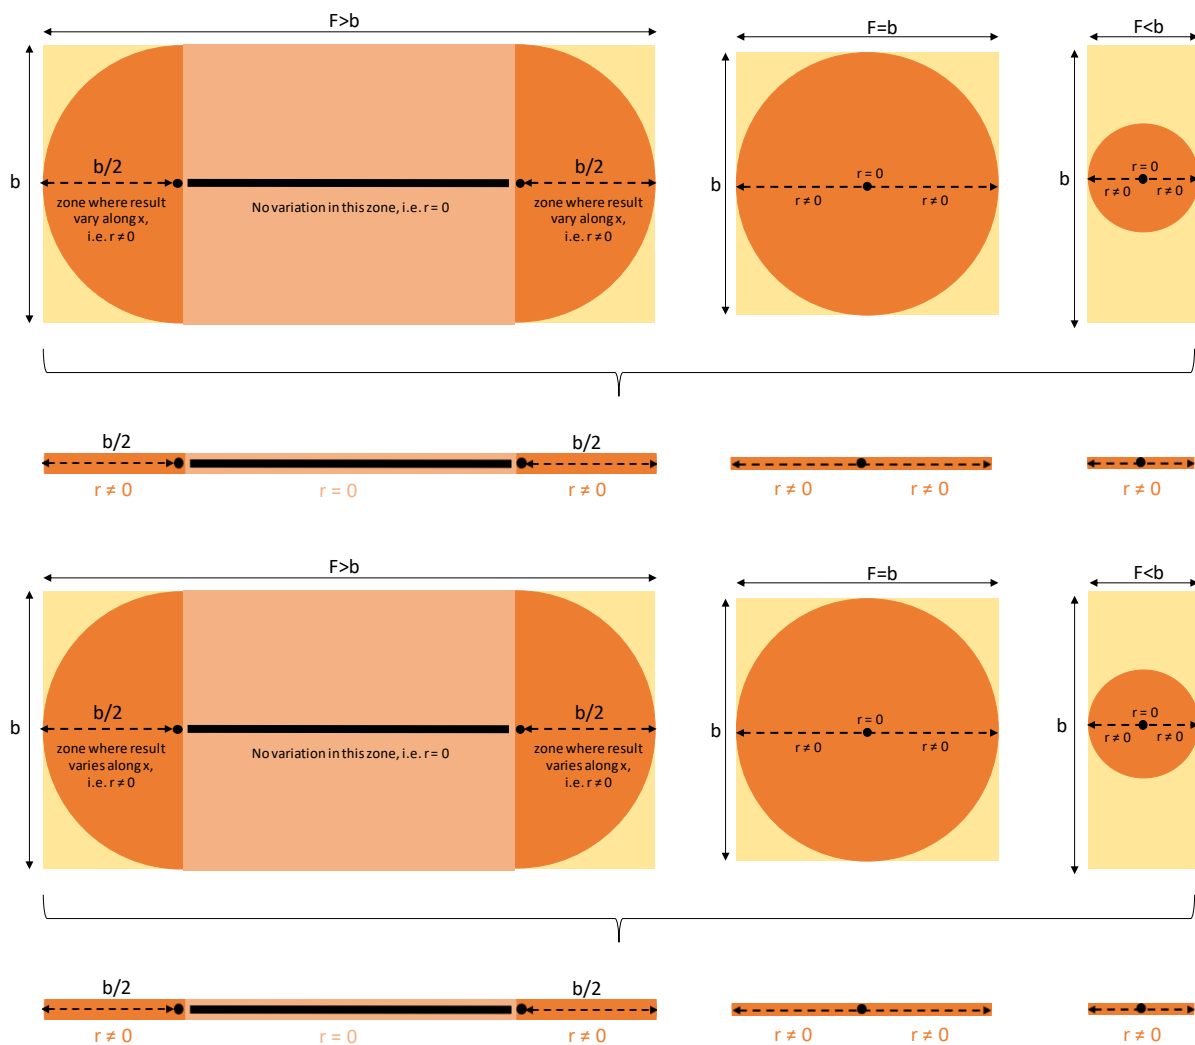 F>b
F=b
F<b
b
b/2
b/2
zone where result
vary along x,
i.e. r ≠ 0
No variation in this zone, i.e. r = 0
zone where result
vary along x,
i.e. r ≠ 0
b
r = 0
r ≠ 0
r ≠ 0
b
r = 0
r ≠ 0
r ≠ 0
b/2
b/2
r ≠ 0
r = 0
r ≠ 0
r ≠ 0
r ≠ 0
r ≠ 0
F>b
F=b
F<b
b
b/2
b/2
zone where result
varies along x,
i.e. r ≠ 0
No variation in this zone, i.e. r = 0
zone where result
varies along x,
i.e. r ≠ 0
b
r = 0
r ≠ 0
r ≠ 0
b
r = 0
r ≠ 0
r ≠ 0
b/2
b/2
r ≠ 0
r = 0
r ≠ 0
r ≠ 0
r ≠ 0
r ≠ 0